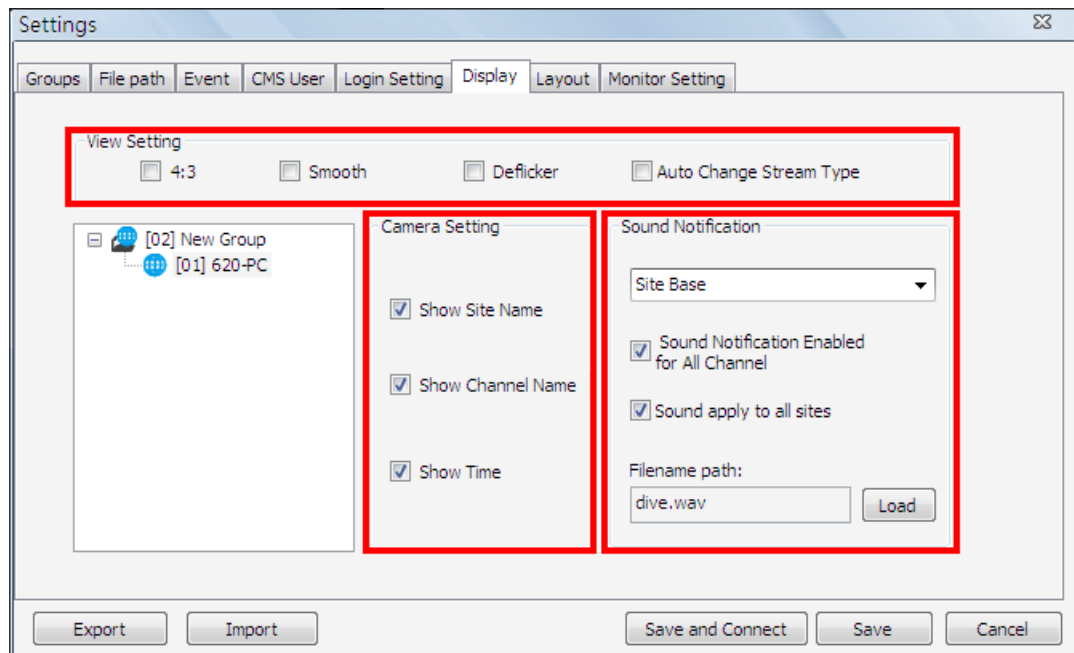 Settings
Groups File path Event CMS User Login Setting Display Layout Monitor Setting
View Setting
4:3 Smooth Deflicker Auto Change Stream Type
[02] New Group
[01] 620-PC
Camera Setting
Show Site Name
Show Channel Name
Show Time
Sound Notification
Site Base
Sound Notification Enabled
for All Channel
Sound apply to all sites
Filename path:
dive.wav Load
Export Import Save and Connect Save Cancel